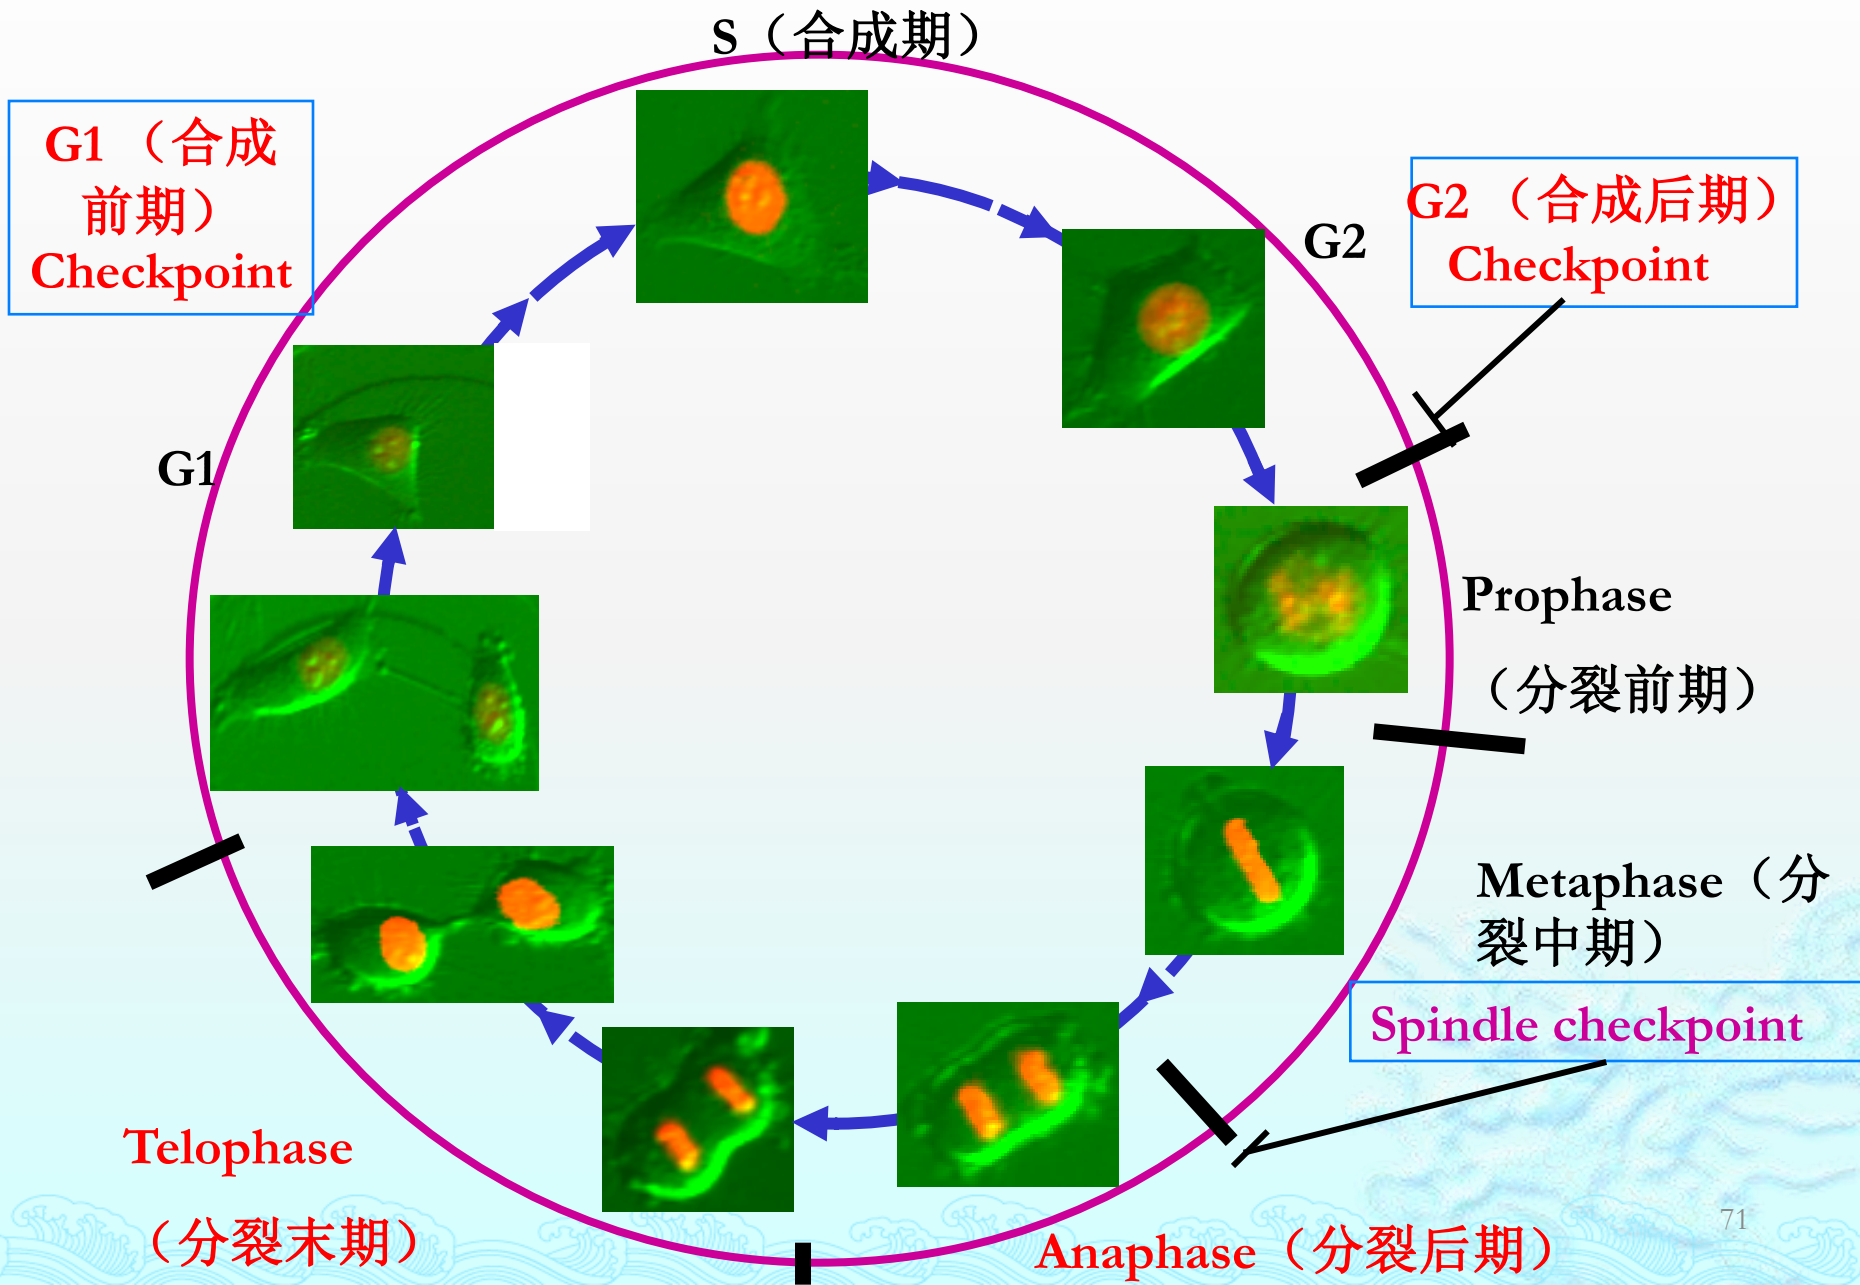 S（合成期）
G1 （合成
前期）
Checkpoint
G2 （合成后期）
Checkpoint
G2
G1
Prophase
（分裂前期）
Metaphase（分
裂中期）
Spindle checkpoint
Telophase
（分裂末期）
Anaphase（分裂后期）
71